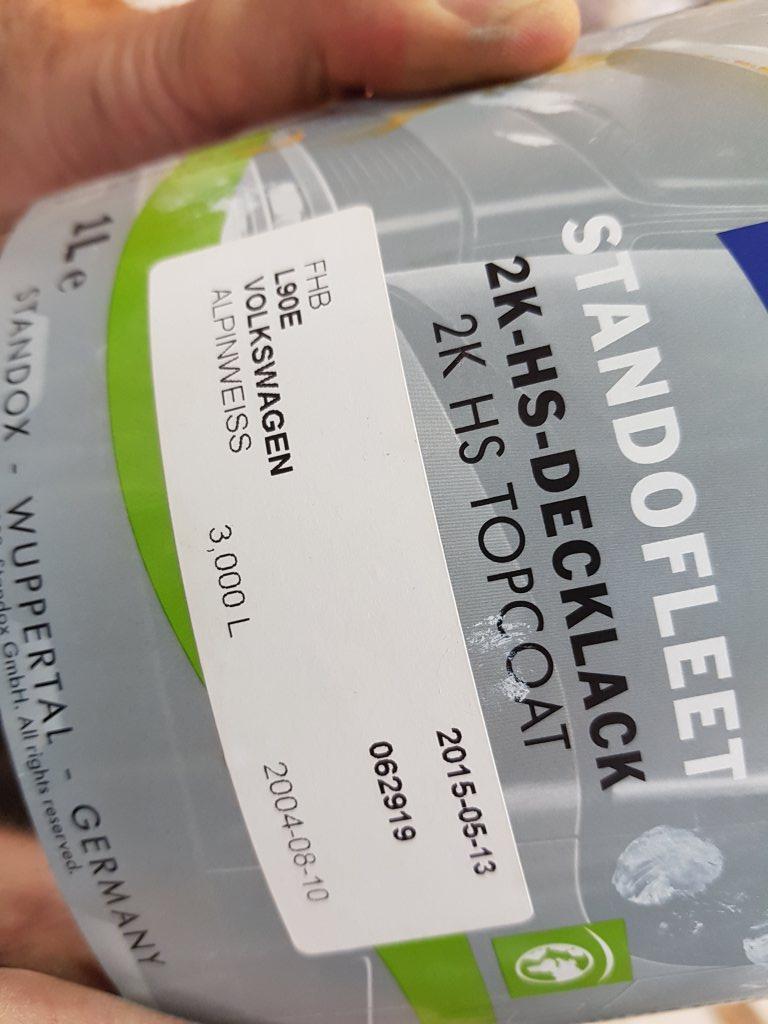 STANDOFLEET
2K-HS-DECKLACK
2K HS TOPCOAT
2015-05-13
062919
FHB
L90E
VOLKSWAGEN
2004-08-10
ALPINWEISS
3,000 L
1L e
STANDOX - WUPPERTAL - GERMANY
Standox GmbH. All rights reserved.